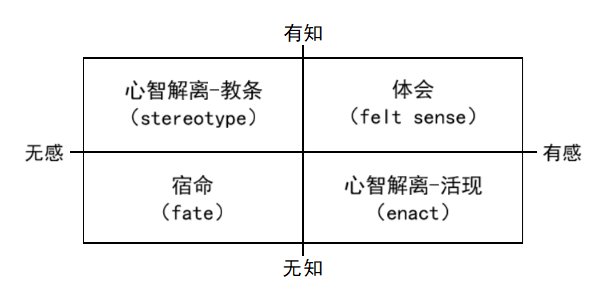 有知
心智解离-教条
(stereotype)
体会
(felt sense)
无感
有感
宿命
(fate)
心智解离-活现
(enact)
无知